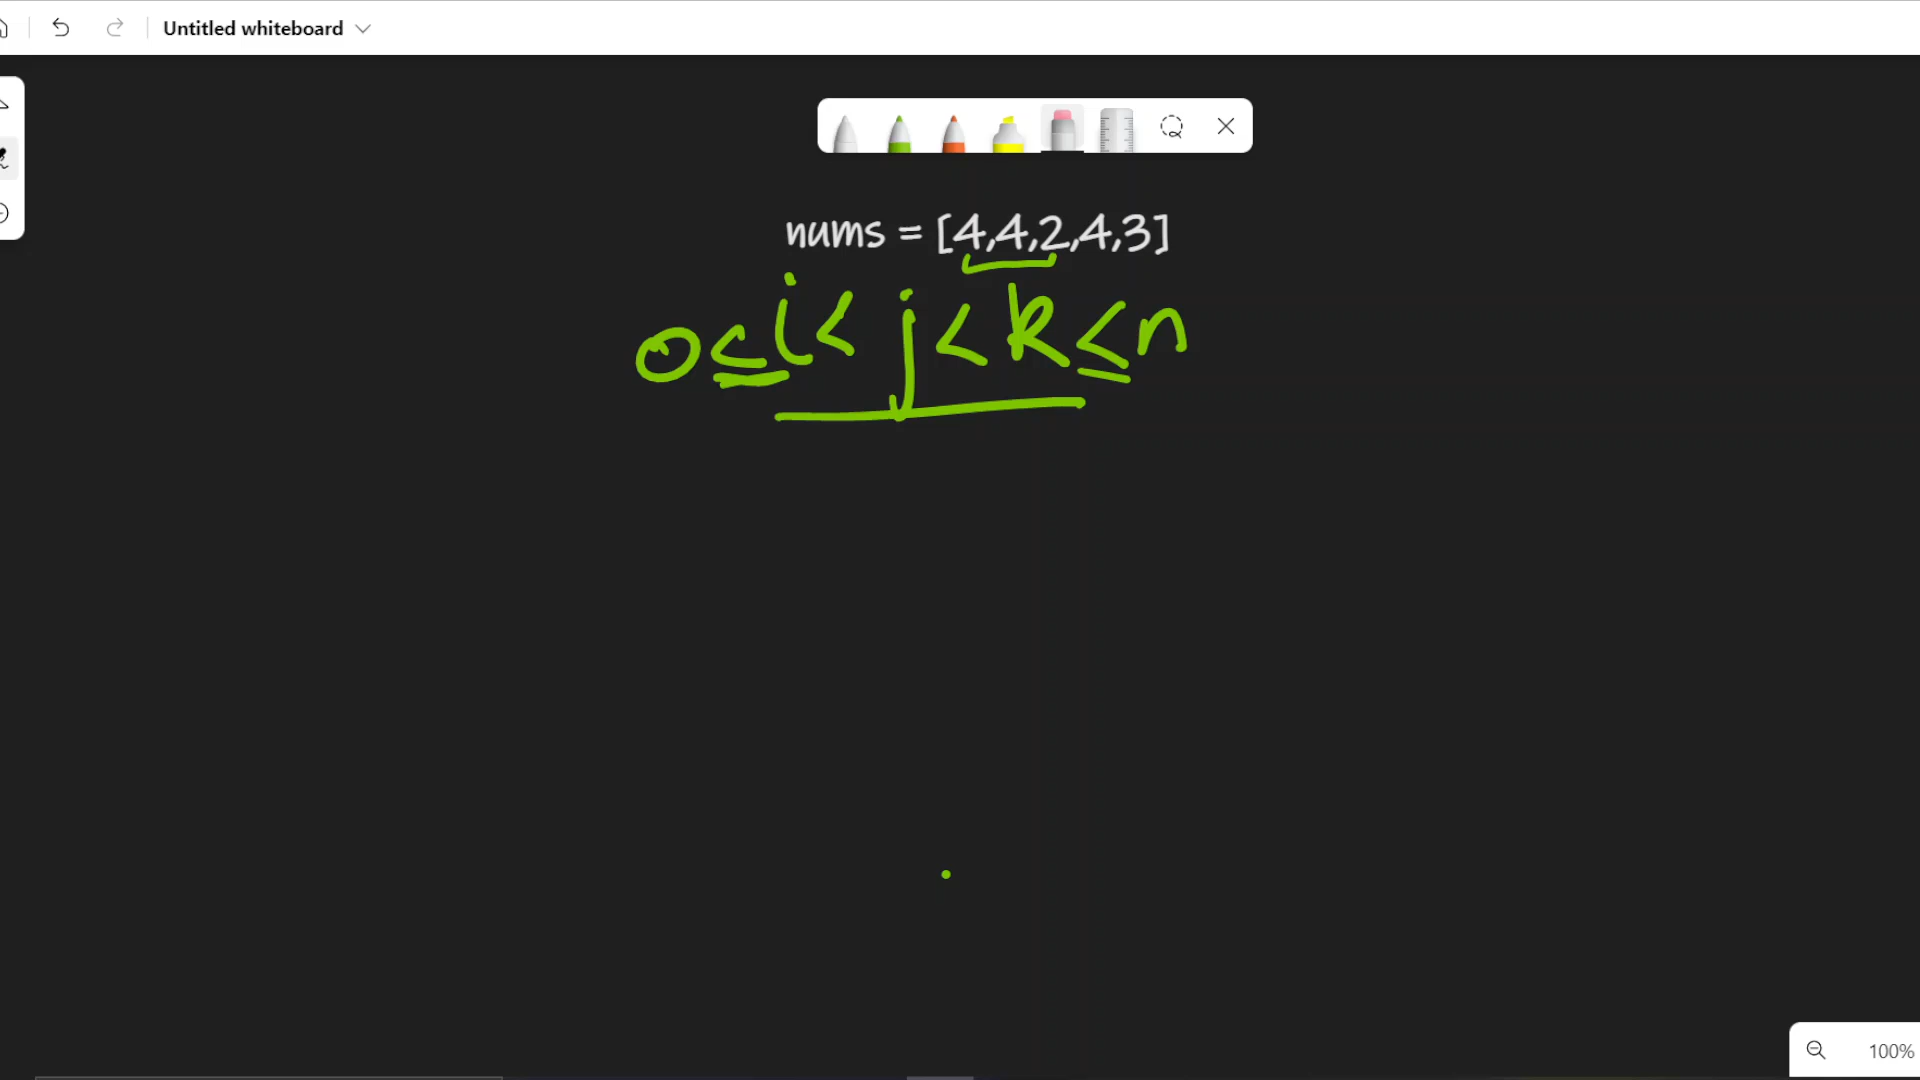 Untitled whiteboard
nums = [4,4,2,4,3]
0 ≤ i < j < k ≤ n
100%